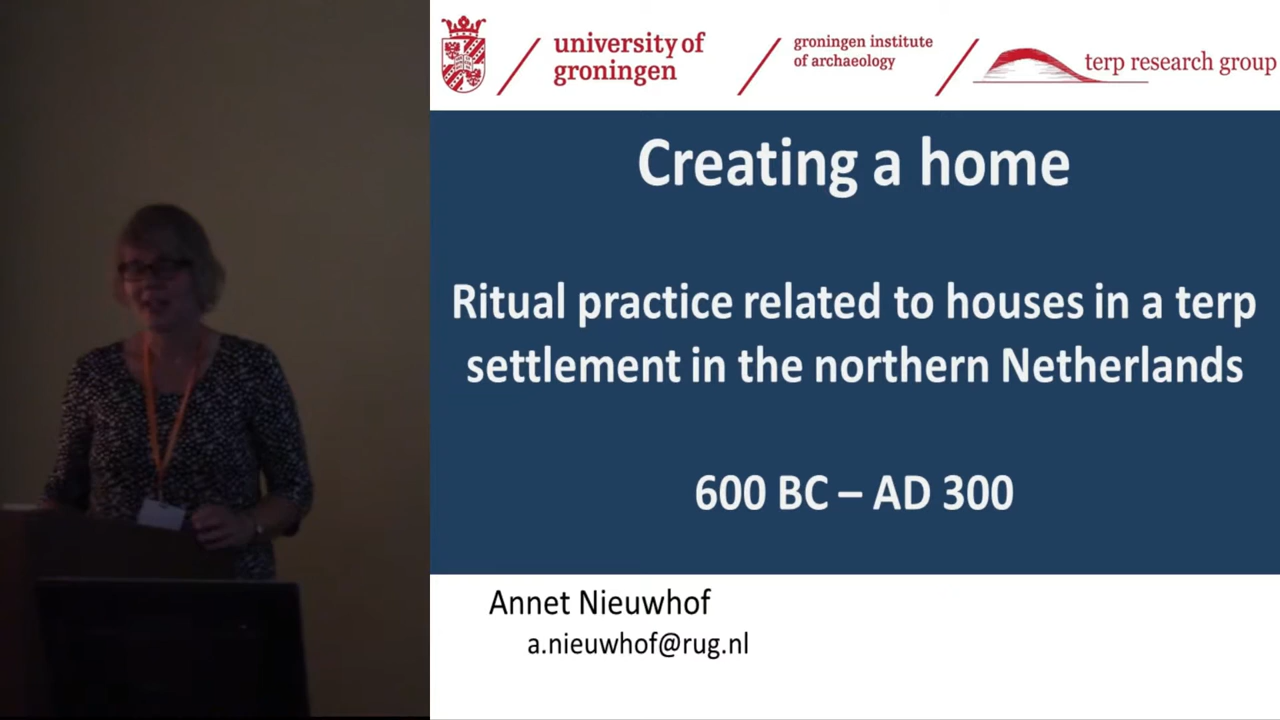 university of
groningen
groningen institute
of archaeology
terp research group
Creating a home
Ritual practice related to houses in a terp
settlement in the northern Netherlands
600 BC – AD 300
Annet Nieuwhof
a.nieuwhof@rug.nl